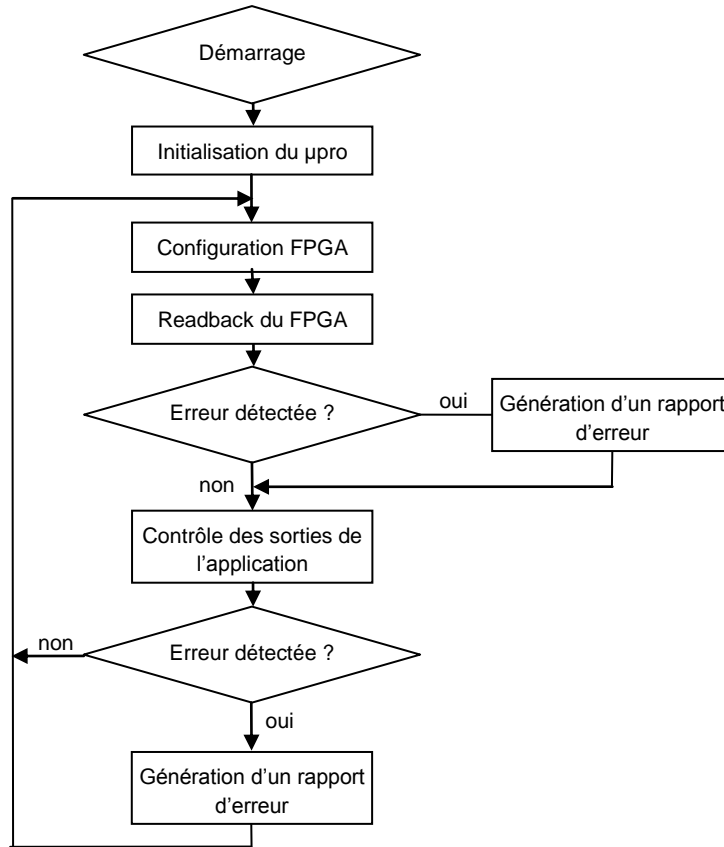 Démarrage
Initialisation du µpro
Configuration FPGA
Readback du FPGA
Erreur détectée ?
oui
Génération d’un rapport
d’erreur
non
Contrôle des sorties de
l’application
non
Erreur détectée ?
oui
Génération d’un rapport
d’erreur